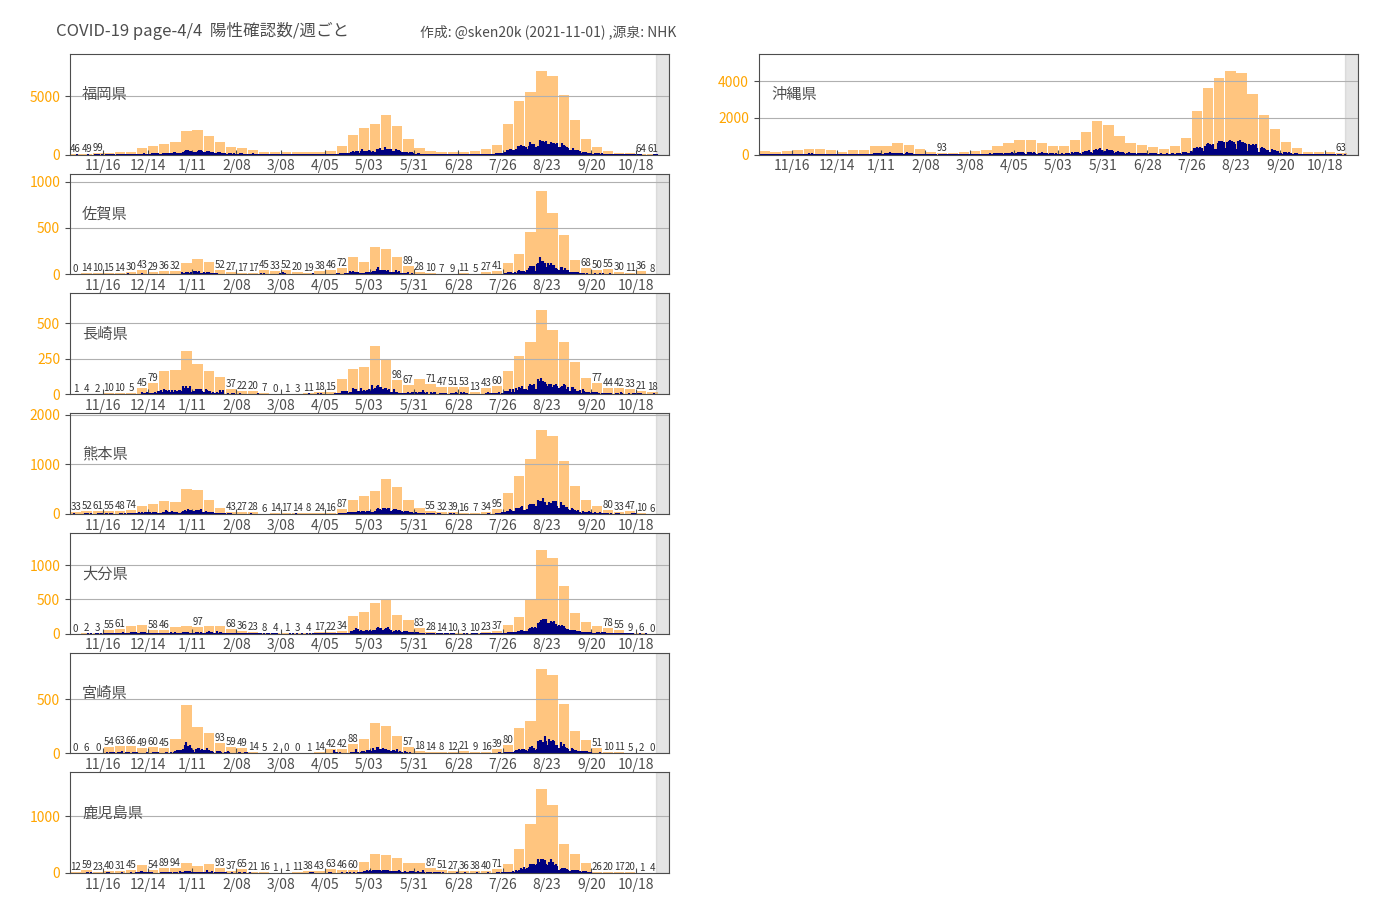 COVID-19 page-4/4 陽性確認数/週ごと
作成: @sken20k (2021-11-01) ,源泉: NHK
福岡県
5000
0
46 49 99 64 61
11/16 12/14 1/11 2/08 3/08 4/05 5/03 5/31 6/28 7/26 8/23 9/20 10/18
沖縄県
4000
2000
0
93 63
11/16 12/14 1/11 2/08 3/08 4/05 5/03 5/31 6/28 7/26 8/23 9/20 10/18
佐賀県
1000
500
0
0 14 10 15 14 30 43 29 36 32 52 27 17 17 45 33 52 20 19 38 46 72 89 28 10 7 9 11 5 27 41 68 50 55 30 11 36 8
11/16 12/14 1/11 2/08 3/08 4/05 5/03 5/31 6/28 7/26 8/23 9/20 10/18
長崎県
500
250
0
1 4 2 10 10 5 45 79 37 22 20 7 0 1 3 11 18 15 98 67 71 47 51 53 13 43 60 77 44 42 33 21 18
11/16 12/14 1/11 2/08 3/08 4/05 5/03 5/31 6/28 7/26 8/23 9/20 10/18
熊本県
2000
1000
0
33 52 61 55 48 74 43 27 28 6 14 17 14 8 24 16 87 55 32 39 16 7 34 95 80 33 47 10 6
11/16 12/14 1/11 2/08 3/08 4/05 5/03 5/31 6/28 7/26 8/23 9/20 10/18
大分県
1000
500
0
0 2 3 55 61 58 46 97 68 36 23 8 4 1 3 4 17 22 34 83 28 14 10 3 10 23 37 78 55 9 6 0
11/16 12/14 1/11 2/08 3/08 4/05 5/03 5/31 6/28 7/26 8/23 9/20 10/18
宮崎県
500
0
0 6 0 54 63 66 49 60 45 93 59 49 14 5 2 0 0 1 14 42 42 88 57 18 14 8 12 21 9 16 39 80 51 10 11 5 2 0
11/16 12/14 1/11 2/08 3/08 4/05 5/03 5/31 6/28 7/26 8/23 9/20 10/18
鹿児島県
1000
0
12 59 23 40 31 45 54 89 94 93 37 65 21 16 1 1 11 38 43 63 46 60 87 51 27 36 38 40 71 26 20 17 20 1 4
11/16 12/14 1/11 2/08 3/08 4/05 5/03 5/31 6/28 7/26 8/23 9/20 10/18